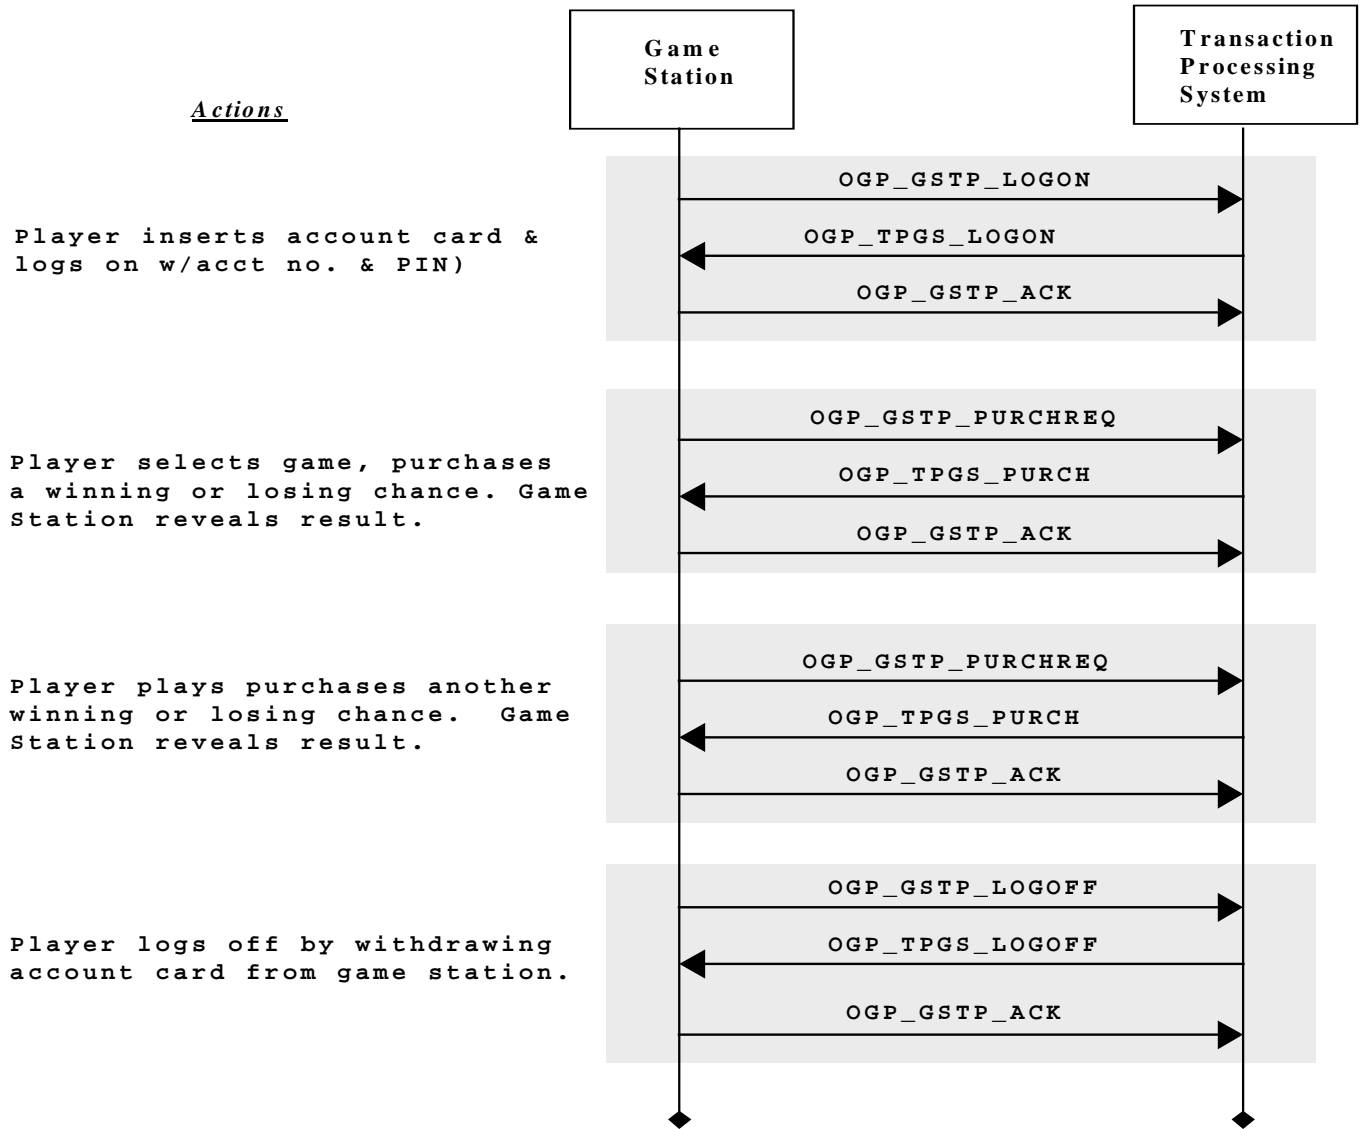 Game
Station
Transaction
Processing
System
Actions
OGP_GSTP_LOGON
Player inserts account card &
logs on w/acct no. & PIN)
OGP_TPGS_LOGON
OGP_GSTP_ACK
OGP_GSTP_PURCHREQ
Player selects game, purchases
a winning or losing chance. Game
Station reveals result.
OGP_TPGS_PURCH
OGP_GSTP_ACK
OGP_GSTP_PURCHREQ
Player plays purchases another
winning or losing chance.  Game
Station reveals result.
OGP_TPGS_PURCH
OGP_GSTP_ACK
OGP_GSTP_LOGOFF
Player logs off by withdrawing
account card from game station.
OGP_TPGS_LOGOFF
OGP_GSTP_ACK